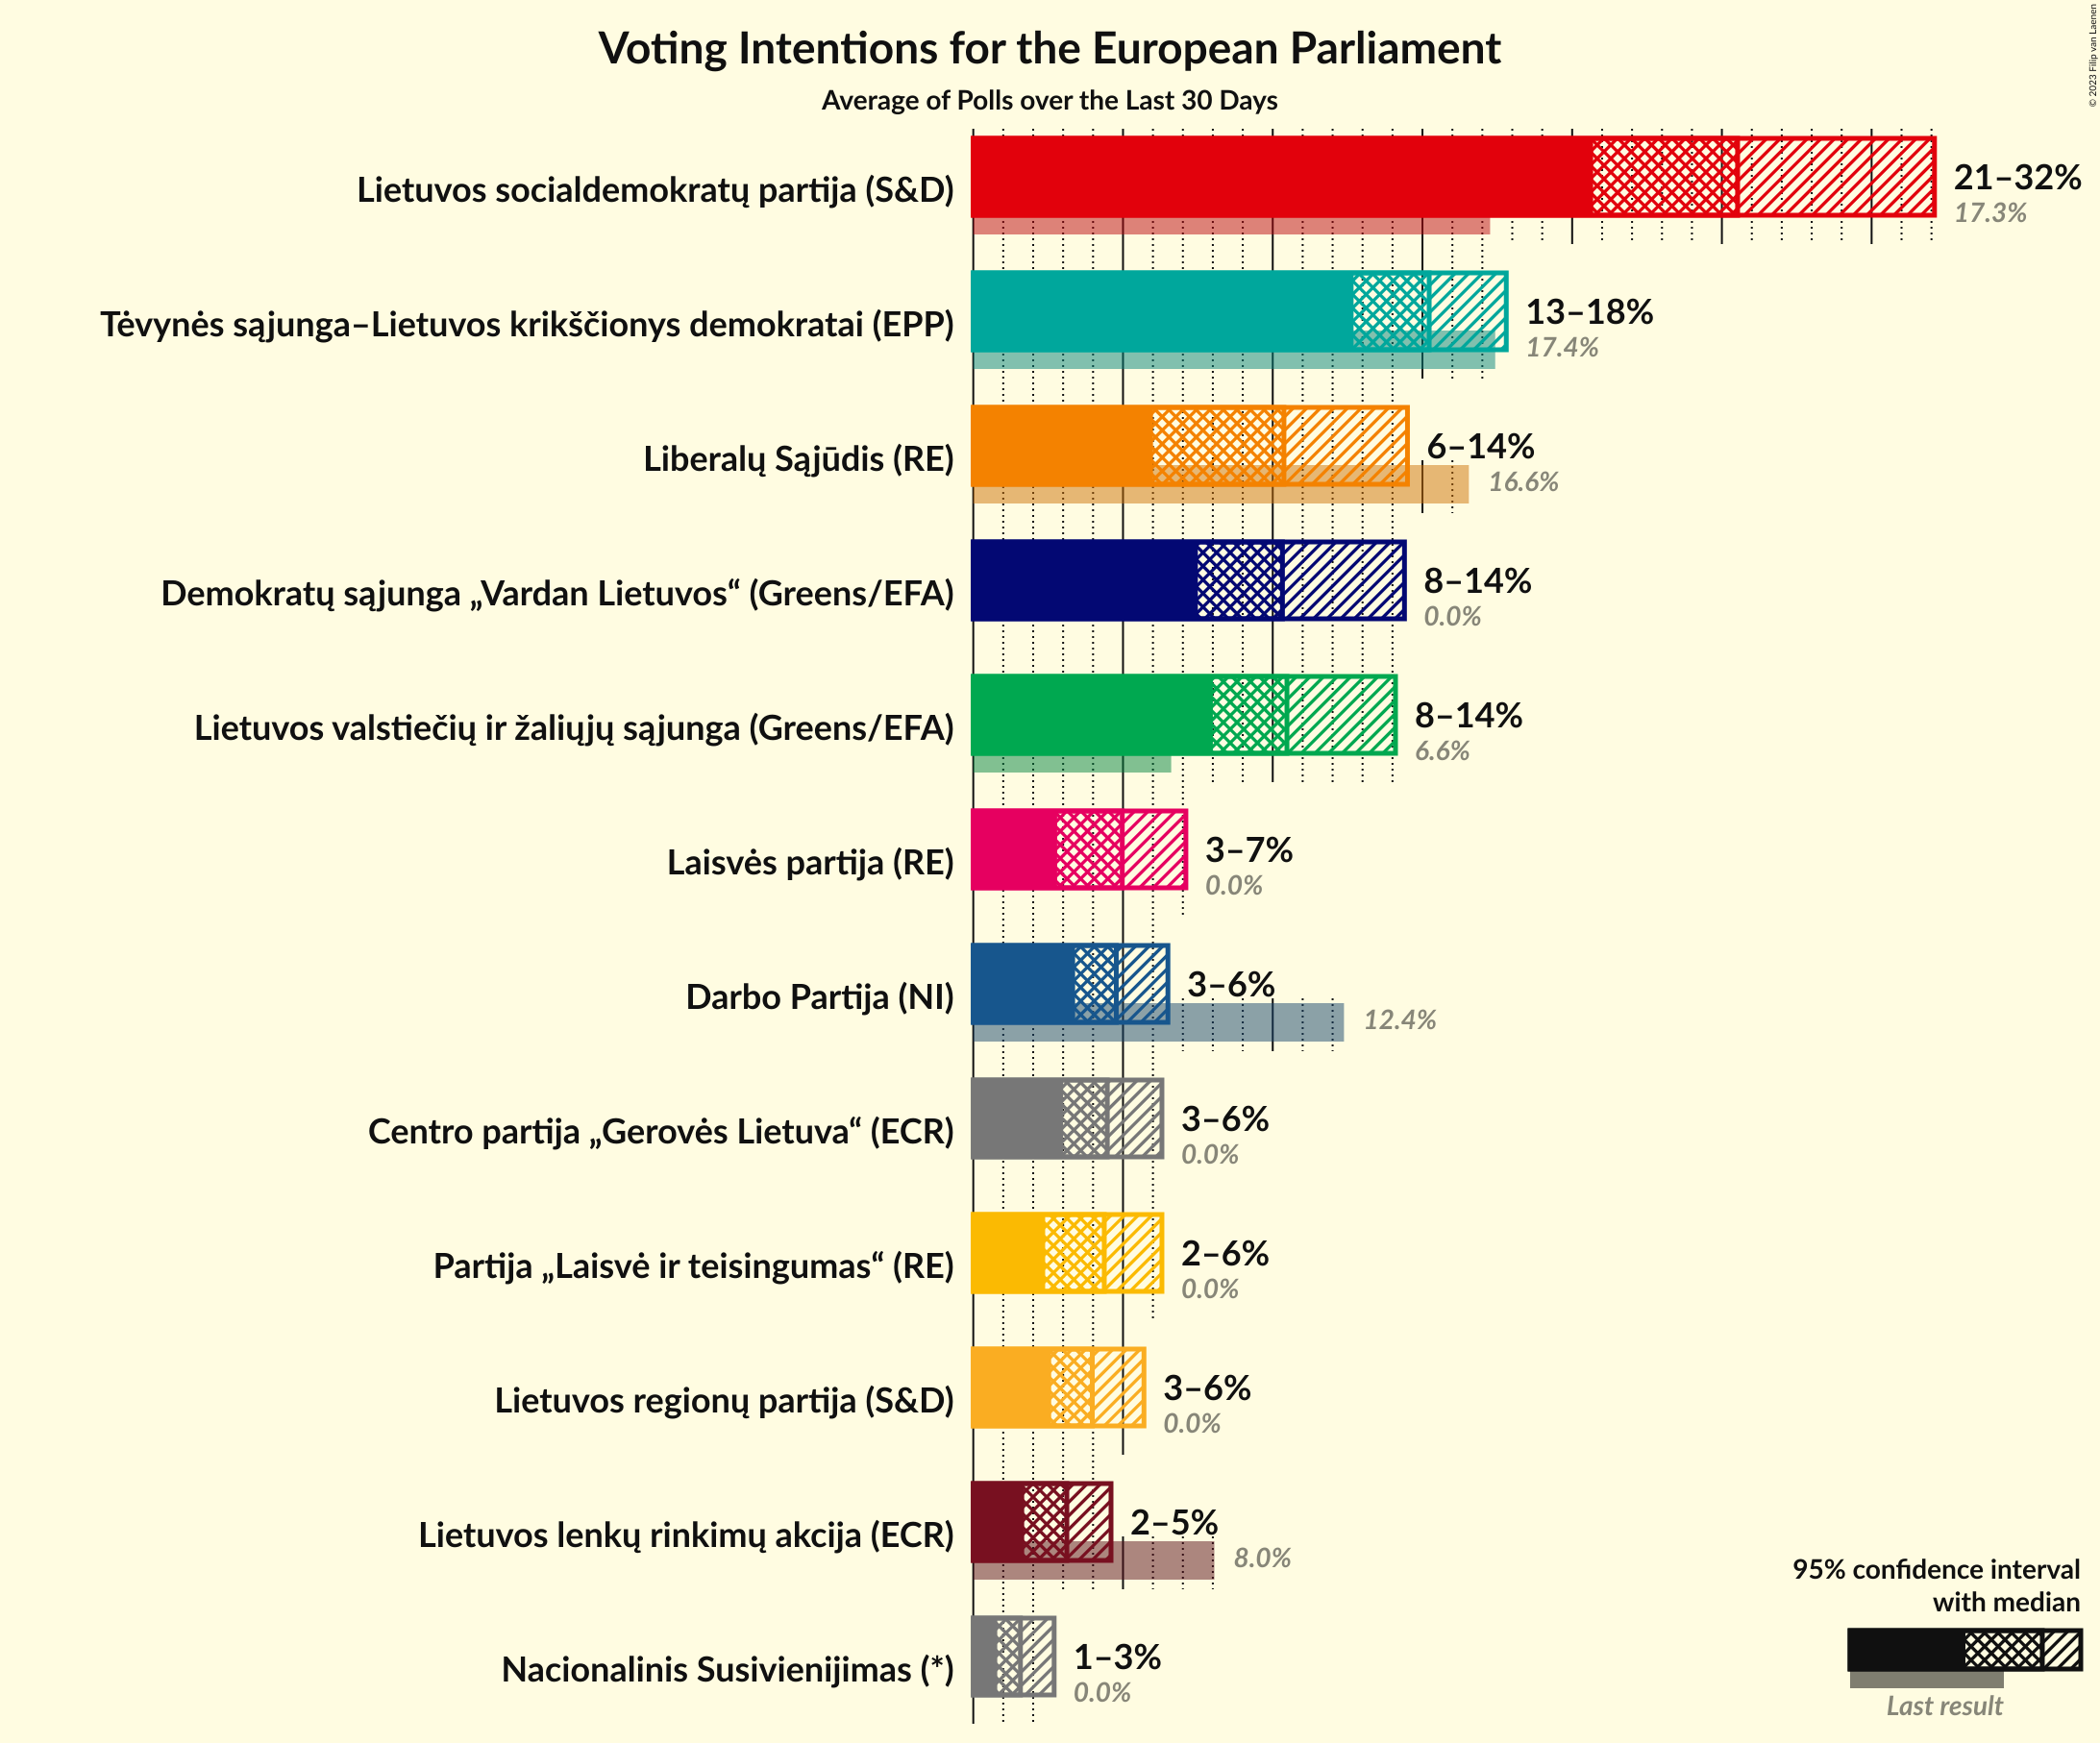 © 2023 Filip van Laenen
Voting Intentions for the European Parliament
Average of Polls over the Last 30 Days
Lietuvos socialdemokratų partija (S&D)
21–32%
17.3%
Tėvynės sąjunga–Lietuvos krikščionys demokratai (EPP)
13–18%
17.4%
Liberalų Sąjūdis (RE)
6–14%
16.6%
Demokratų sąjunga „Vardan Lietuvos“ (Greens/EFA)
8–14%
0.0%
Lietuvos valstiečių ir žaliųjų sąjunga (Greens/EFA)
8–14%
6.6%
Laisvės partija (RE)
3–7%
0.0%
Darbo Partija (NI)
3–6%
12.4%
Centro partija „Gerovės Lietuva“ (ECR)
3–6%
0.0%
Partija „Laisvė ir teisingumas“ (RE)
2–6%
0.0%
Lietuvos regionų partija (S&D)
3–6%
0.0%
Lietuvos lenkų rinkimų akcija (ECR)
2–5%
8.0%
Nacionalinis Susivienijimas (*)
1–3%
0.0%
95% confidence interval
with median
Last result